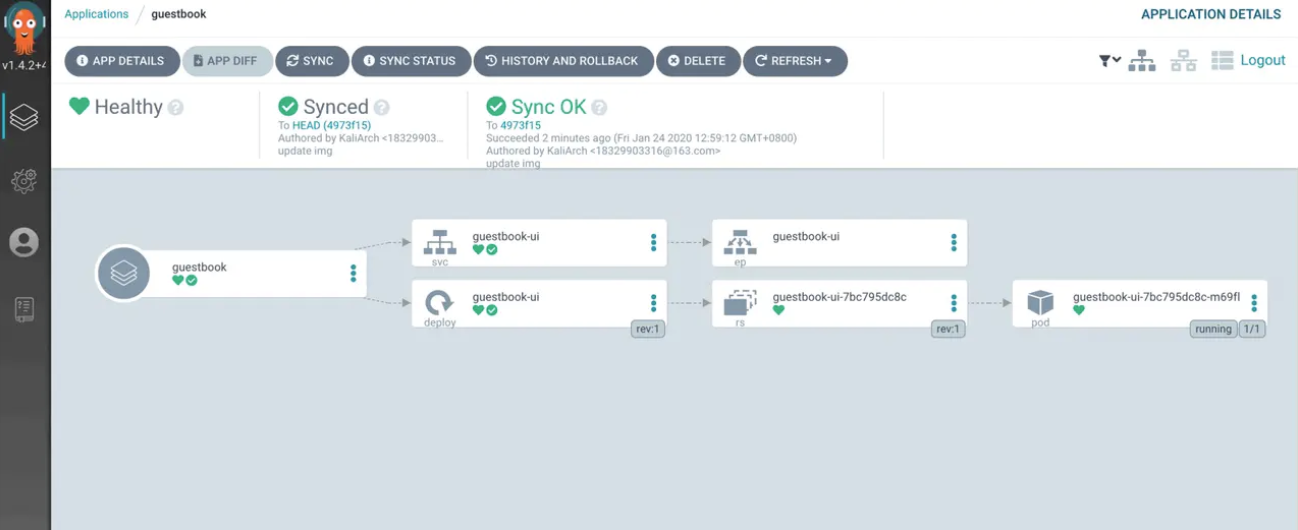 Applications / guestbook
APPLICATION DETAILS
v1.4.2+4
APP DETAILS
APP DIFF
SYNC
SYNC STATUS
HISTORY AND ROLLBACK
DELETE
REFRESH
Logout
Healthy
Synced
To HEAD (4973f15)
Authored by KaliArch <18329903...
update img
Sync OK
To 4973f15
Succeeded 2 minutes ago (Fri Jan 24 2020 12:59:12 GMT+0800)
Authored by KaliArch <18329903316@163.com>
update img
guestbook
guestbook-ui
svc
guestbook-ui
ep
guestbook-ui
deploy
rev:1
guestbook-ui-7bc795dc8c
rs
rev:1
guestbook-ui-7bc795dc8c-m69fl
pod
running
1/1